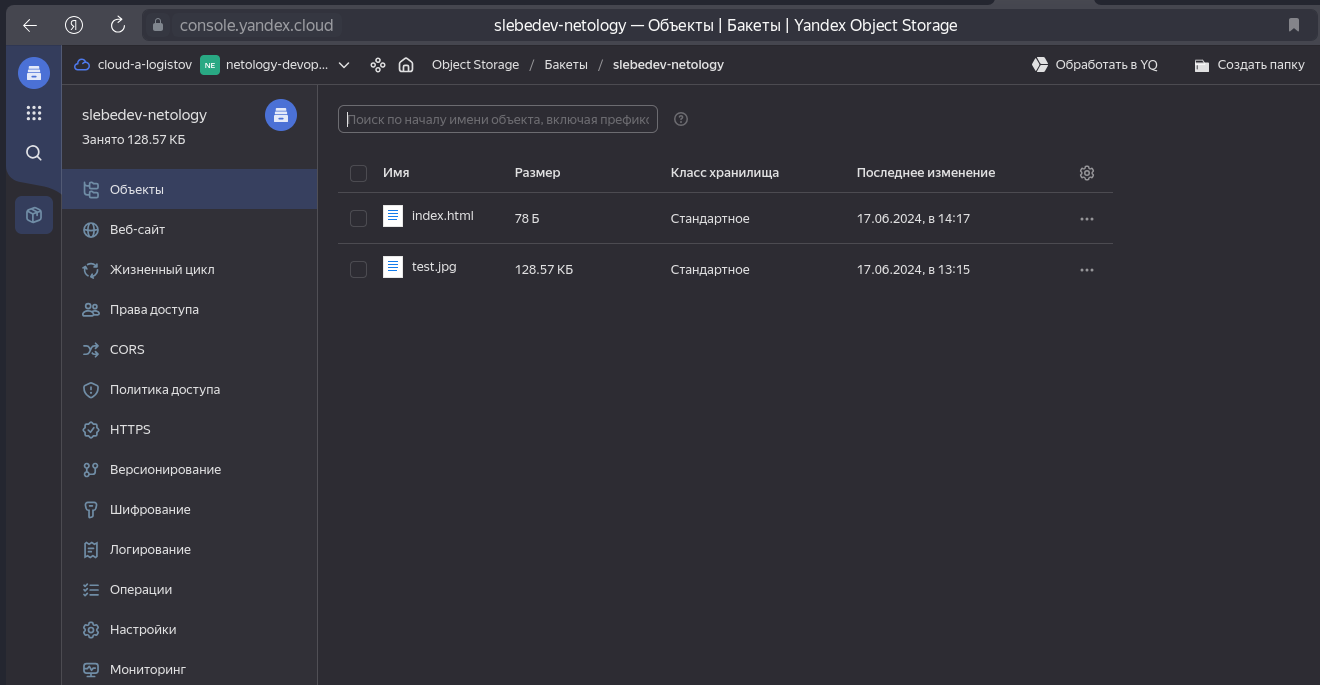 Я console.yandex.cloud slebedev-netology — Объекты | Бакеты | Yandex Object Storage
cloud-a-logistov NE netology-devop... Object Storage / Бакеты / slebedev-netology Обработать в YQ Создать папку
slebedev-netology
Занято 128.57 КБ
Объекты
Веб-сайт
Жизненный цикл
Права доступа
CORS
Политика доступа
HTTPS
Версионирование
Шифрование
Логирование
Операции
Настройки
Мониторинг
Поиск по началу имени объекта, включая префикс
Имя Размер Класс хранилища Последнее изменение
index.html 78 Б Стандартное 17.06.2024, в 14:17
test.jpg 128.57 КБ Стандартное 17.06.2024, в 13:15